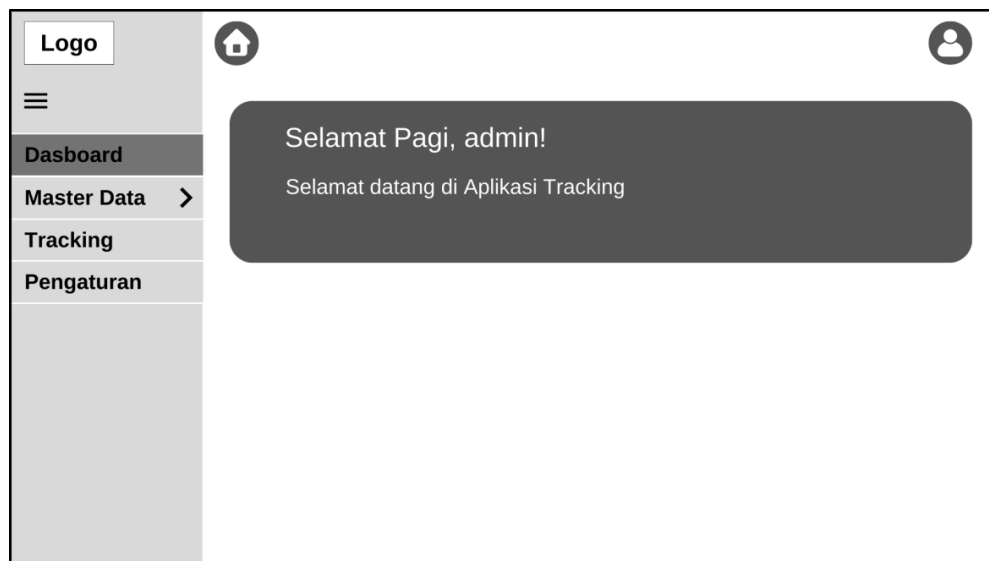 Logo
Dasboard
Master Data
Tracking
Pengaturan
Selamat Pagi, admin!
Selamat datang di Aplikasi Tracking